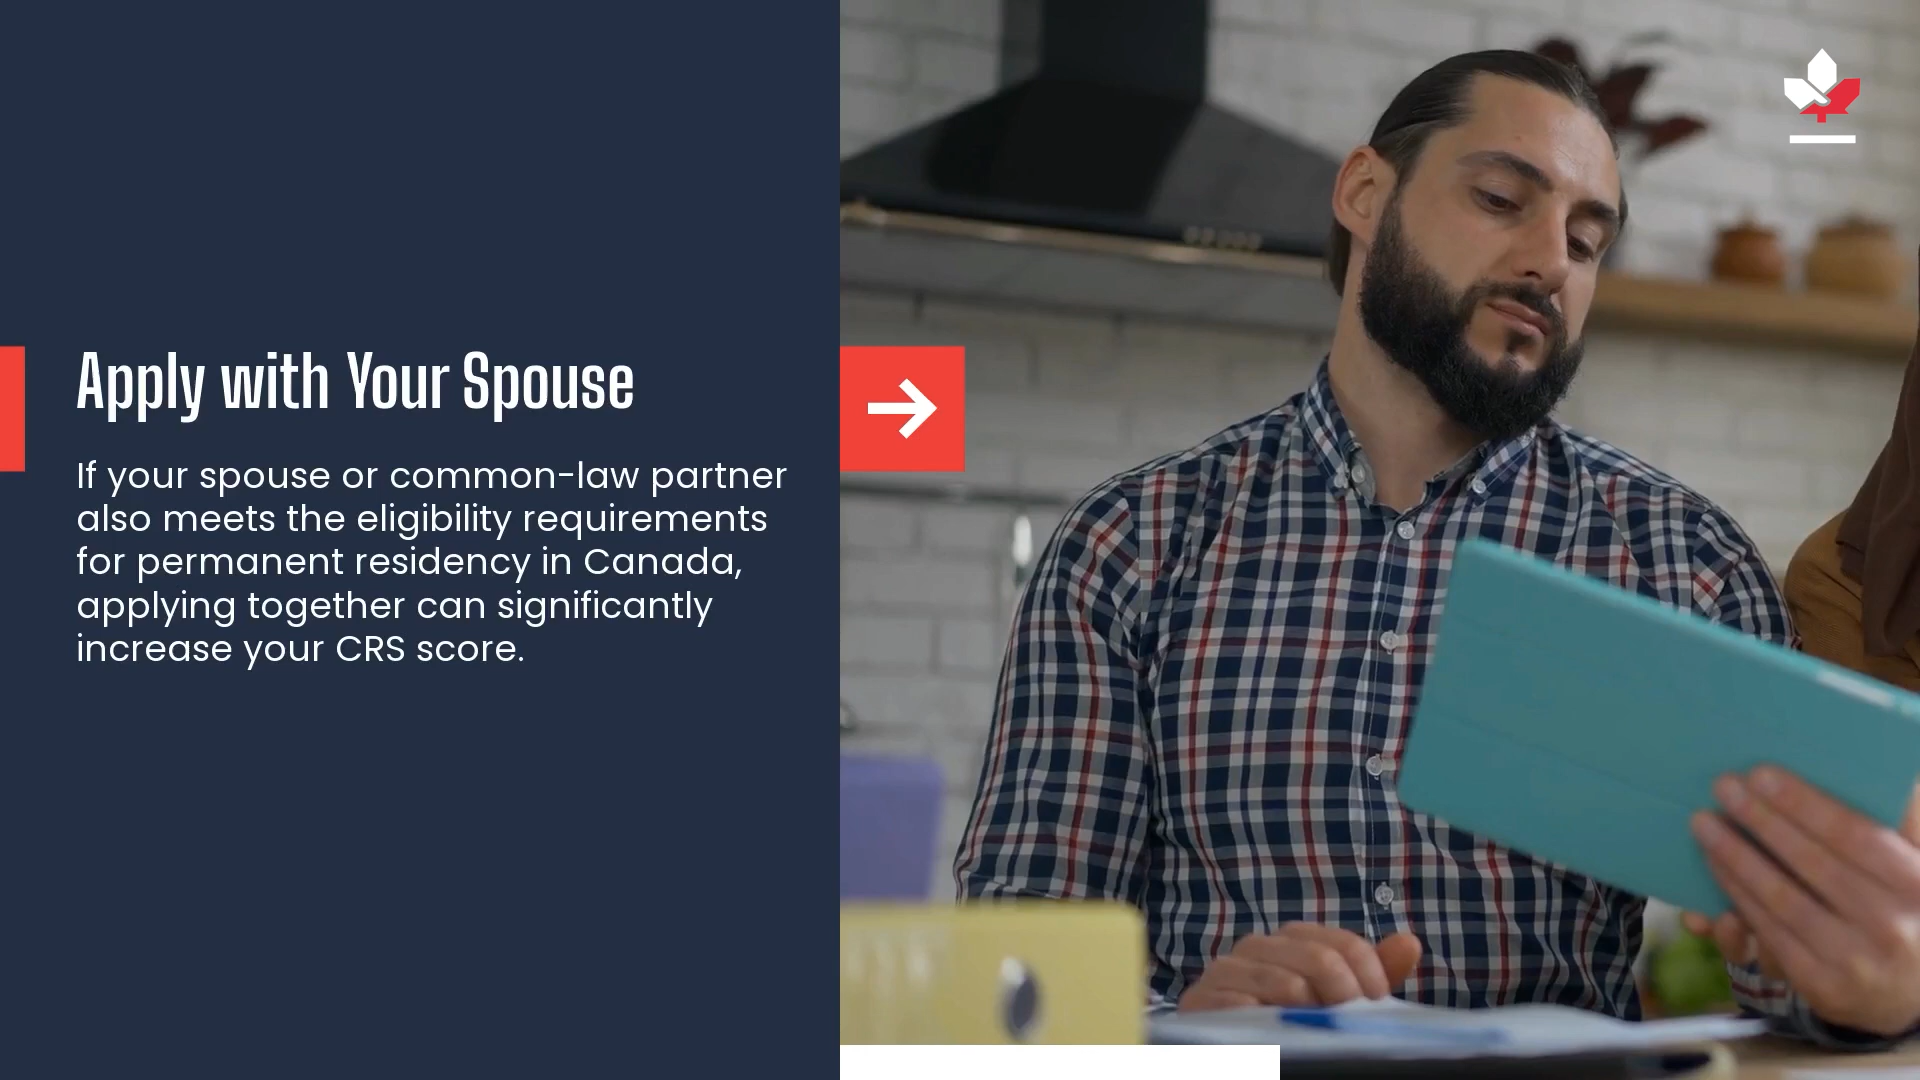 Apply with Your Spouse
If your spouse or common-law partner
also meets the eligibility requirements
for permanent residency in Canada,
applying together can significantly
increase your CRS score.